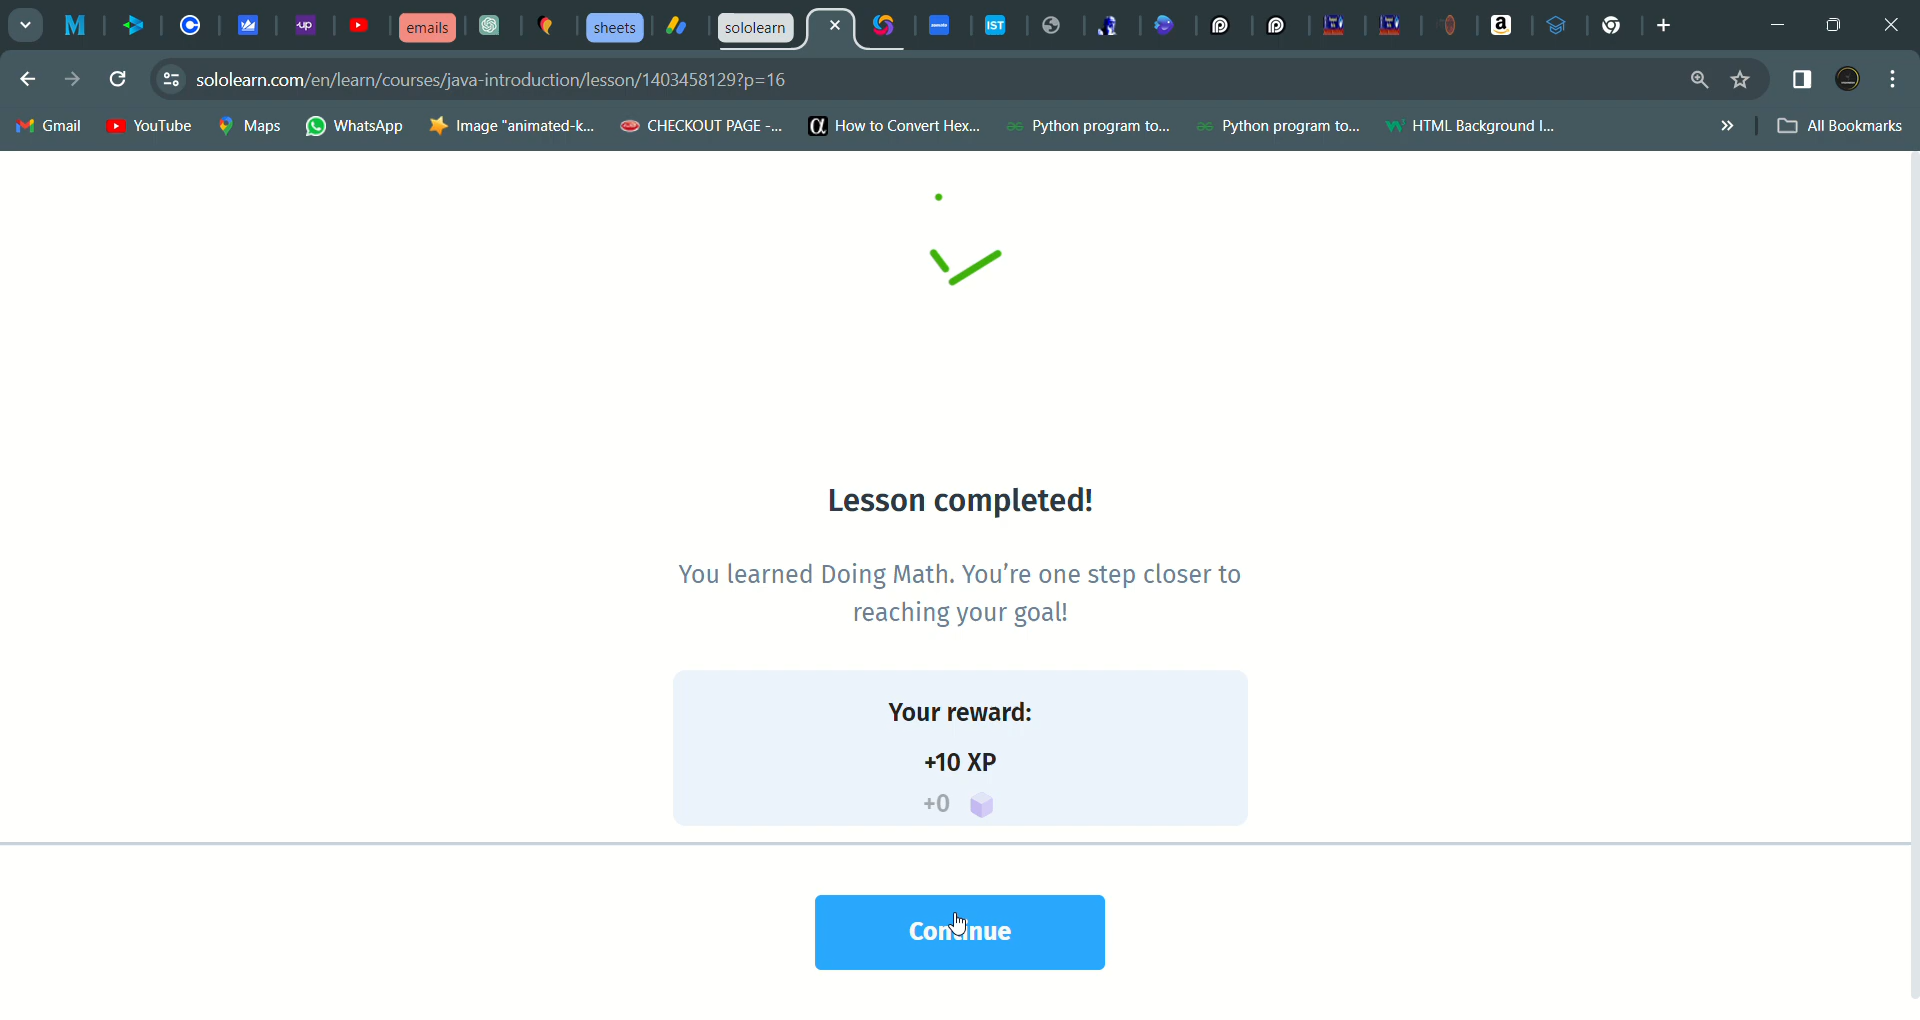 emails
sheets
sololearn
IST
sololearn.com/en/learn/courses/java-introduction/lesson/1403458129?p=16
Gmail
YouTube
Maps
WhatsApp
Image "animated-k...
CHECKOUT PAGE -...
How to Convert Hex...
Python program to...
Python program to...
HTML Background I...
All Bookmarks
Lesson completed!
You learned Doing Math. You're one step closer to
reaching your goal!
Your reward:
+10 XP
+0
Continue